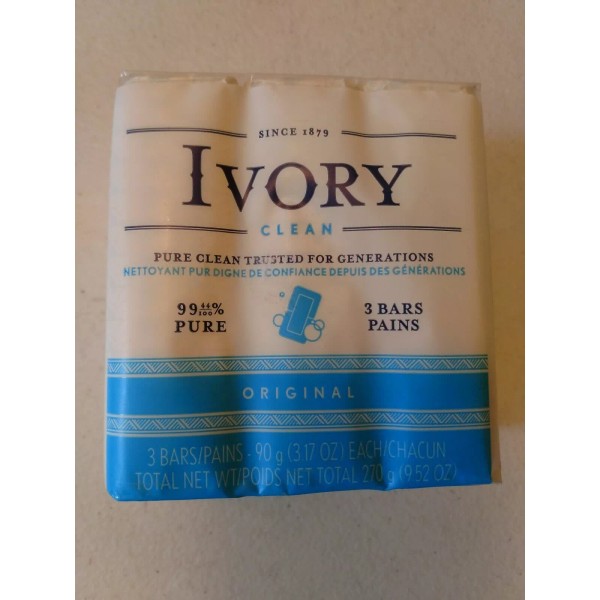 SINCE 1879
IVORY
CLEAN
PURE CLEAN TRUSTED FOR GENERATIONS
NETTOYANT PUR DIGNE DE CONFIANCE DEPUIS DES GÉNÉRATIONS
99 44/100% PURE
3 BARS
PAINS
ORIGINAL
3 BARS/PAINS - 90 g (3.17 OZ) EACH/CHACUN
TOTAL NET WT/POIDS NET TOTAL 270 g (9.52 OZ)